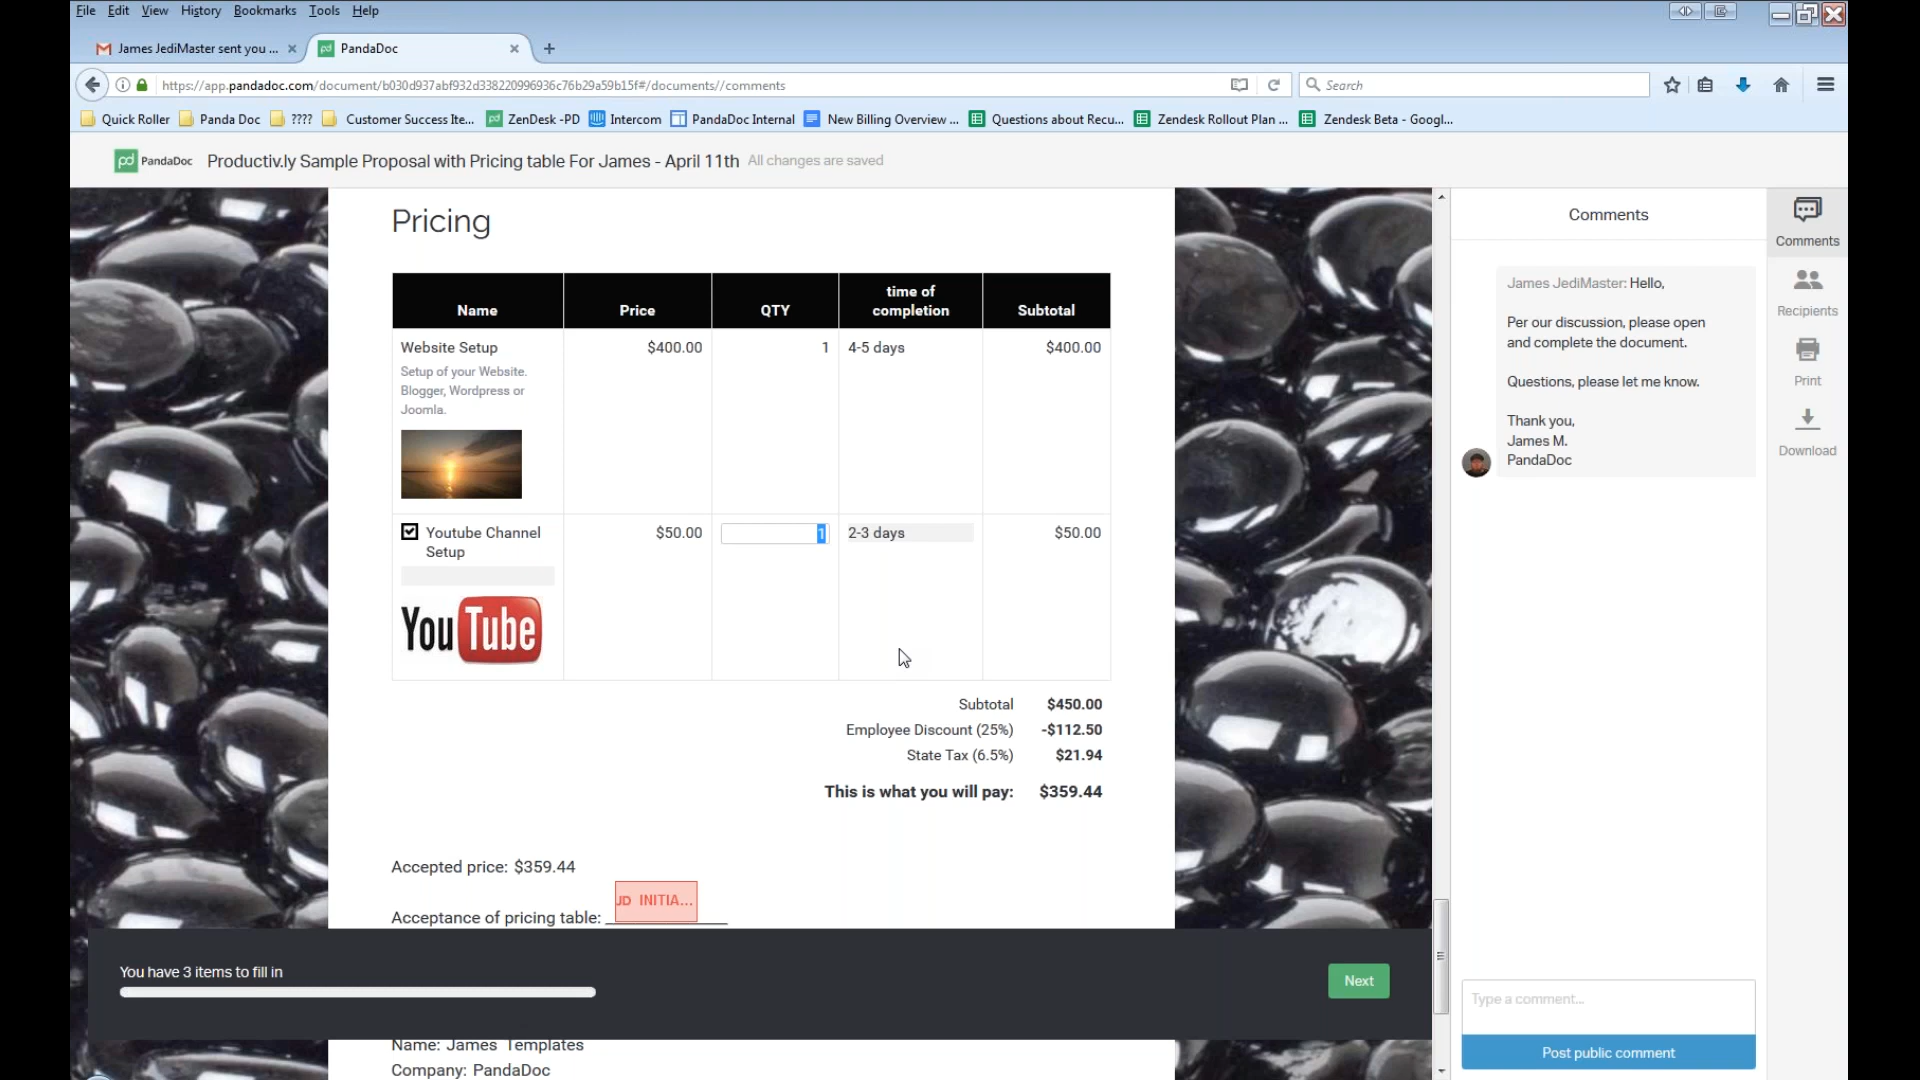 File Edit View History Bookmarks Tools Help
James JediMaster sent you ... PandaDoc
https://app.pandadoc.com/document/b030d937abf932d338220996936c76b29a59b15f#/documents//comments
Search
Quick Roller Panda Doc ???? Customer Success Ite... ZenDesk -PD Intercom PandaDoc Internal New Billing Overview ... Questions about Recu... Zendesk Rollout Plan ... Zendesk Beta - Googl...
pd PandaDoc Productiv.ly Sample Proposal with Pricing table For James - April 11th All changes are saved
Pricing
Name Price QTY time of completion Subtotal
Website Setup $400.00 1 4-5 days $400.00
Setup of your Website.
Blogger, Wordpress or
Joomla.
Youtube Channel $50.00 1 2-3 days $50.00
Setup
YouTube
Subtotal $450.00
Employee Discount (25%) -$112.50
State Tax (6.5%) $21.94
This is what you will pay: $359.44
Accepted price: $359.44
JD INITIA...
Acceptance of pricing table:
You have 3 items to fill in
Next
Name: James Templates
Company: PandaDoc
Comments
James JediMaster: Hello,
Per our discussion, please open
and complete the document.
Questions, please let me know.
Thank you,
James M.
PandaDoc
Type a comment...
Post public comment
Comments
Recipients
Print
Download